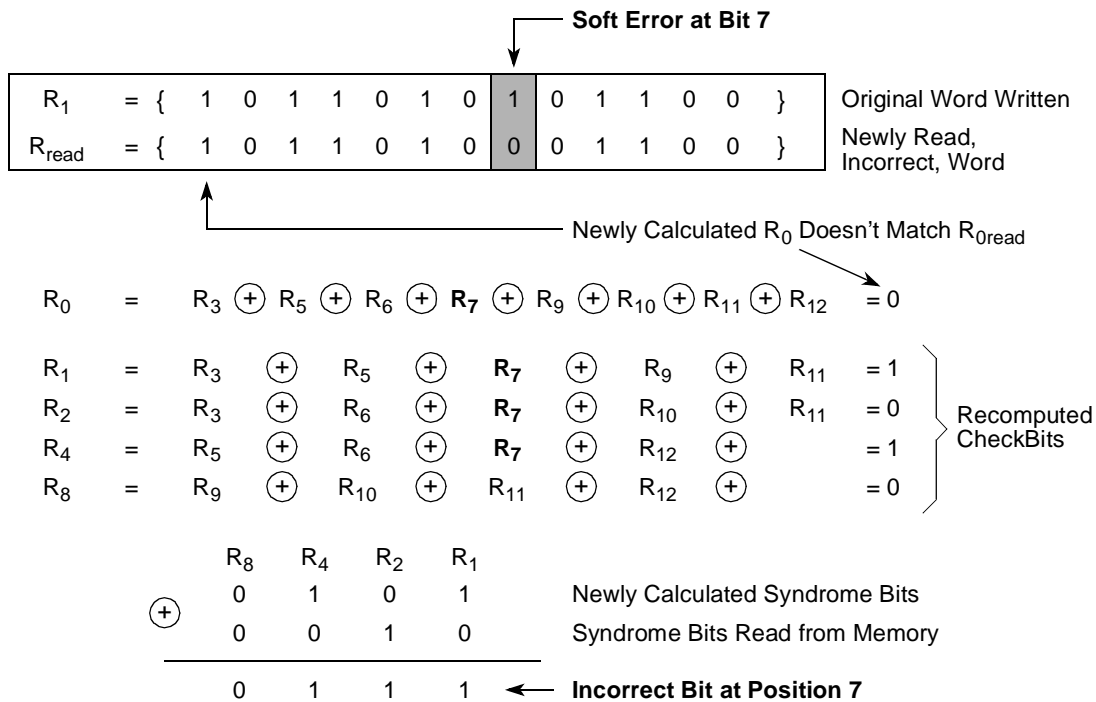 Soft Error at Bit 7
R1 = { 1 0 1 1 0 1 0 1 0 1 1 0 0 } Original Word Written
Rread = { 1 0 1 1 0 1 0 0 0 1 1 0 0 } Newly Read, Incorrect, Word
Newly Calculated R0 Doesn't Match R0read
R0 = R3 + R5 + R6 + R7 + R9 + R10 + R11 + R12 = 0
R1 = R3 + R5 + R7 + R9 + R11 = 1
R2 = R3 + R6 + R7 + R10 + R11 = 0
R4 = R5 + R6 + R7 + R12 + = 1
R8 = R9 + R10 + R11 + R12 + = 0
Recomputed
CheckBits
R8 R4 R2 R1
0 1 0 1 Newly Calculated Syndrome Bits
+
0 0 1 0 Syndrome Bits Read from Memory
0 1 1 1 Incorrect Bit at Position 7